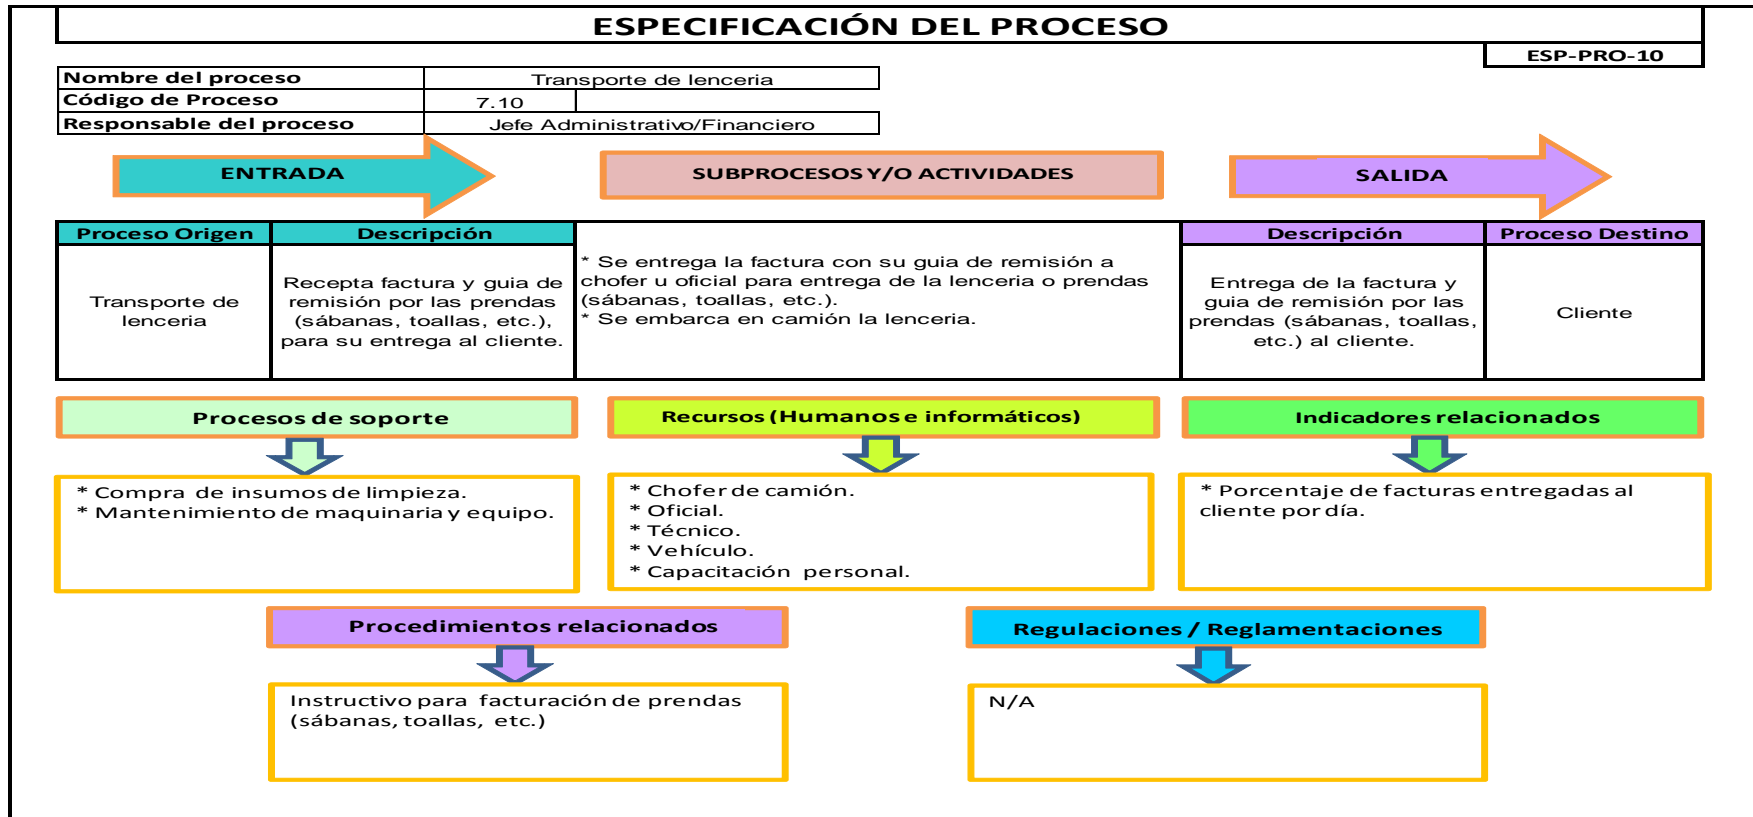 ESPECIFICACIÓN DEL PROCESO
ESP-PRO-10
Nombre del proceso
Transporte de lenceria
Código de Proceso
7.10
Responsable del proceso
Jefe Administrativo/Financiero
ENTRADA
SUBPROCESOS Y/O ACTIVIDADES
SALIDA
Proceso Origen
Descripción
Descripción
Proceso Destino
Transporte de
lenceria
Recepta factura y guia de
remisión por las prendas
(sábanas, toallas, etc.),
para su entrega al cliente.
* Se entrega la factura con su guia de remisión a
chofer u oficial para entrega de la lenceria o prendas
(sábanas, toallas, etc.).
* Se embarca en camión la lenceria.
Entrega de la factura y
guia de remisión por las
prendas (sábanas, toallas,
etc.) al cliente.
Cliente
Procesos de soporte
Recursos (Humanos e informáticos)
Indicadores relacionados
* Compra de insumos de limpieza.
* Mantenimiento de maquinaria y equipo.
* Chofer de camión.
* Oficial.
* Técnico.
* Vehículo.
* Capacitación personal.
* Porcentaje de facturas entregadas al
cliente por día.
Procedimientos relacionados
Regulaciones / Reglamentaciones
Instructivo para facturación de prendas
(sábanas, toallas, etc.)
N/A